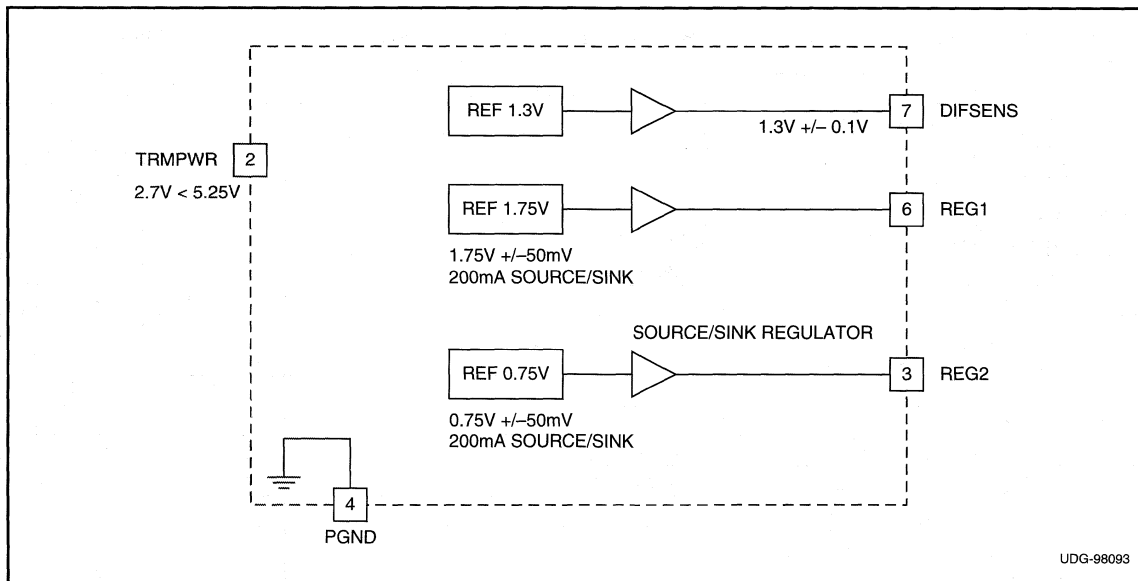 REF 1.3V
7
DIFSENS
1.3V +/– 0.1V
TRMPWR
2
2.7V < 5.25V
REF 1.75V
6
REG1
1.75V +/–50mV
200mA SOURCE/SINK
SOURCE/SINK REGULATOR
REF 0.75V
3
REG2
0.75V +/–50mV
200mA SOURCE/SINK
4
PGND
UDG-98093